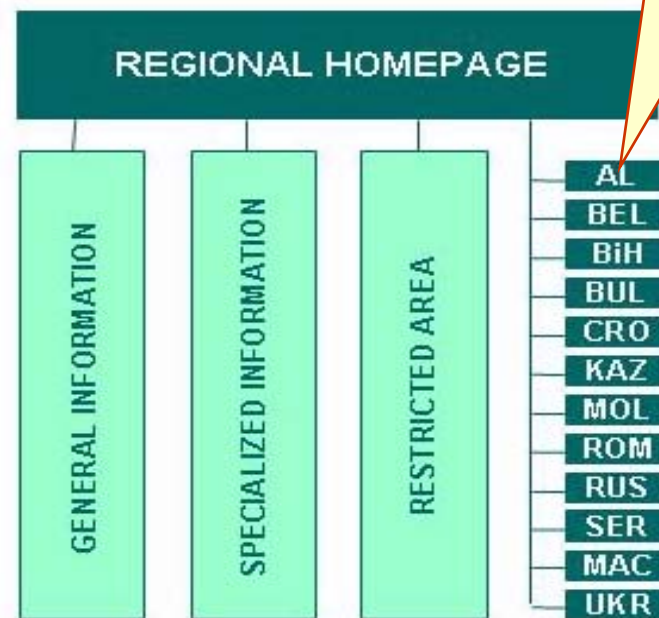 REGIONAL HOMEPAGE
GENERAL INFORMATION
SPECIALIZED INFORMATION
RESTRICTED AREA
AL
BEL
BiH
BUL
CRO
KAZ
MOL
ROM
RUS
SER
MAC
UKR